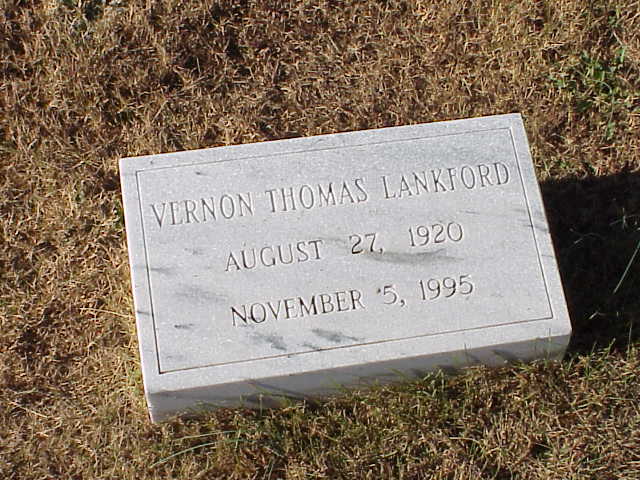 VERNON THOMAS LANKFORD
AUGUST 27, 1920
NOVEMBER 5, 1995